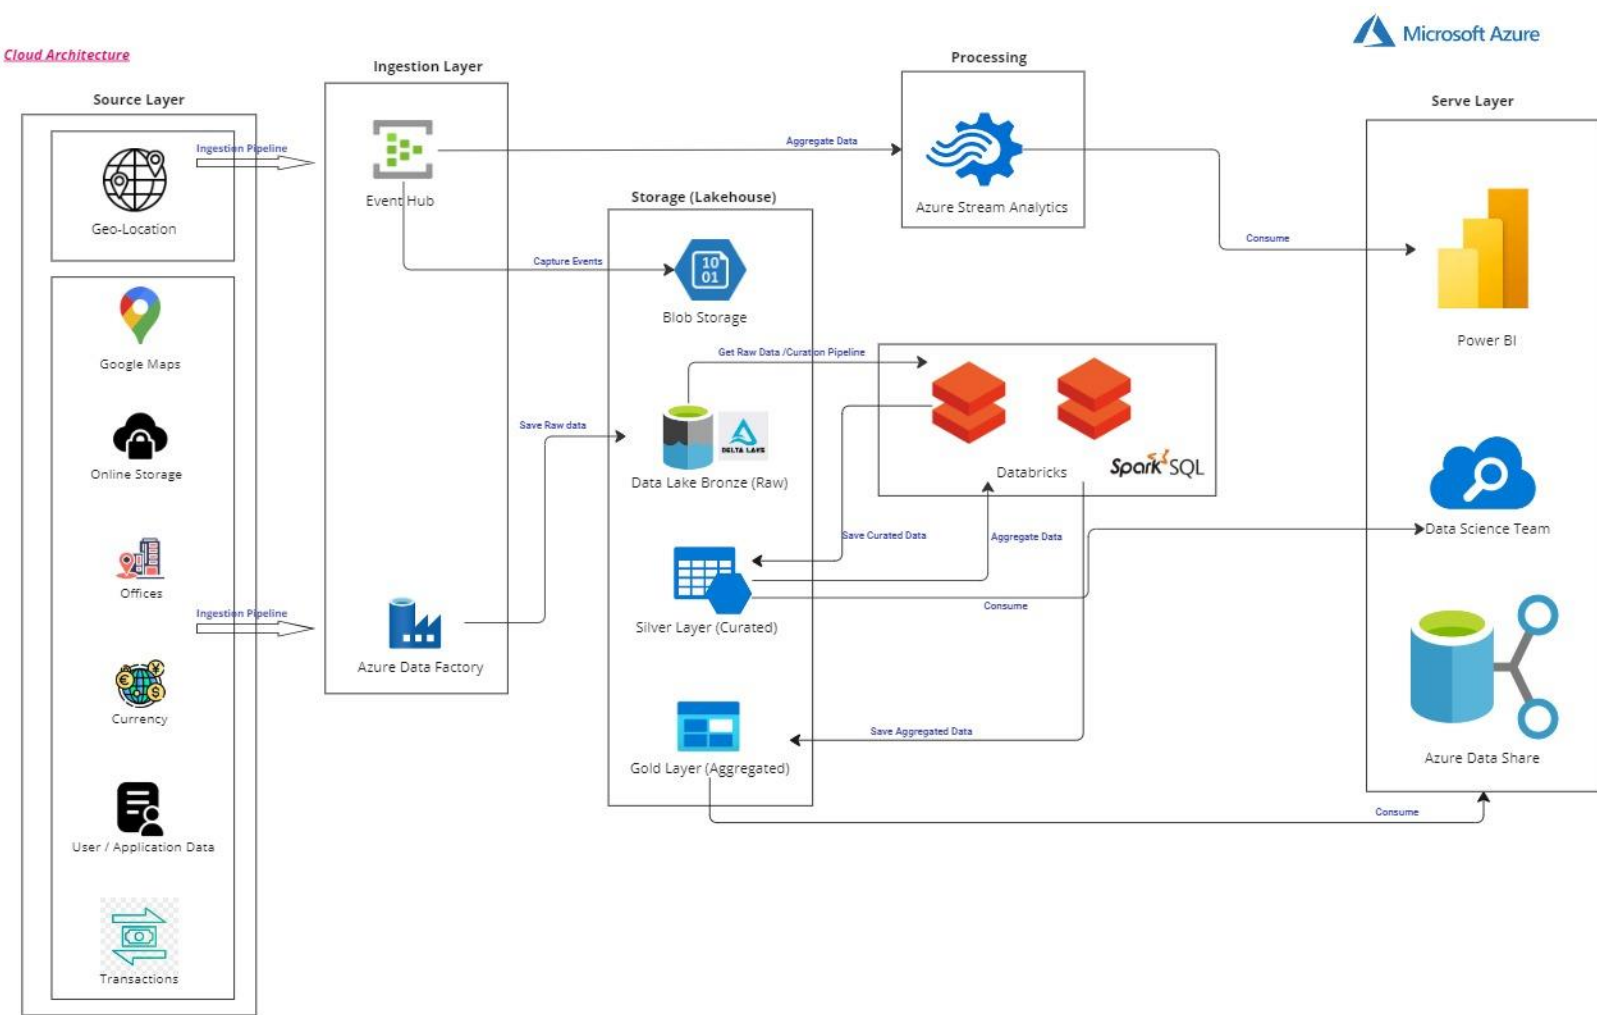 Microsoft Azure
Cloud Architecture
Source Layer
Geo-Location
Google Maps
Online Storage
Offices
Currency
User / Application Data
Transactions
Ingestion Pipeline
Ingestion Pipeline
Ingestion Layer
Event Hub
Azure Data Factory
Capture Events
Save Raw data
Aggregate Data
Processing
Azure Stream Analytics
Storage (Lakehouse)
10
01
Blob Storage
Get Raw Data /Curation Pipeline
DELTA LAKE
Data Lake Bronze (Raw)
Silver Layer (Curated)
Gold Layer (Aggregated)
Databricks
Spark SQL
Save Curated Data
Aggregate Data
Consume
Save Aggregated Data
Consume
Consume
Serve Layer
Power BI
Data Science Team
Azure Data Share